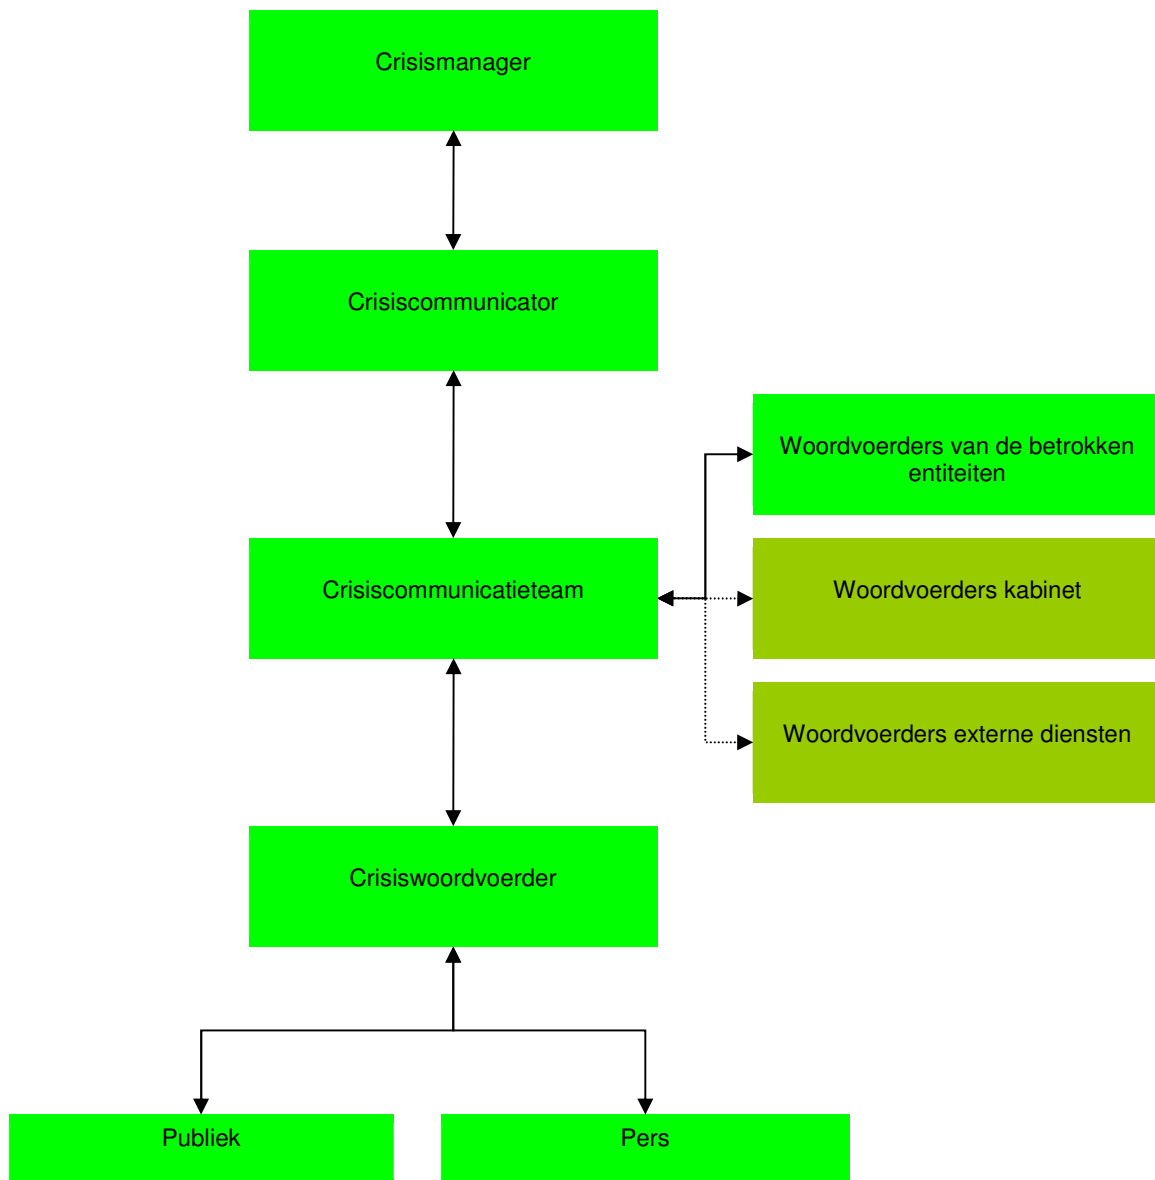 Crisismanager
Crisiscommunicator
Woordvoerders van de betrokken
entiteiten
Crisiscommunicatieteam
Woordvoerders kabinet
Woordvoerders externe diensten
Crisiswoordvoerder
Publiek
Pers